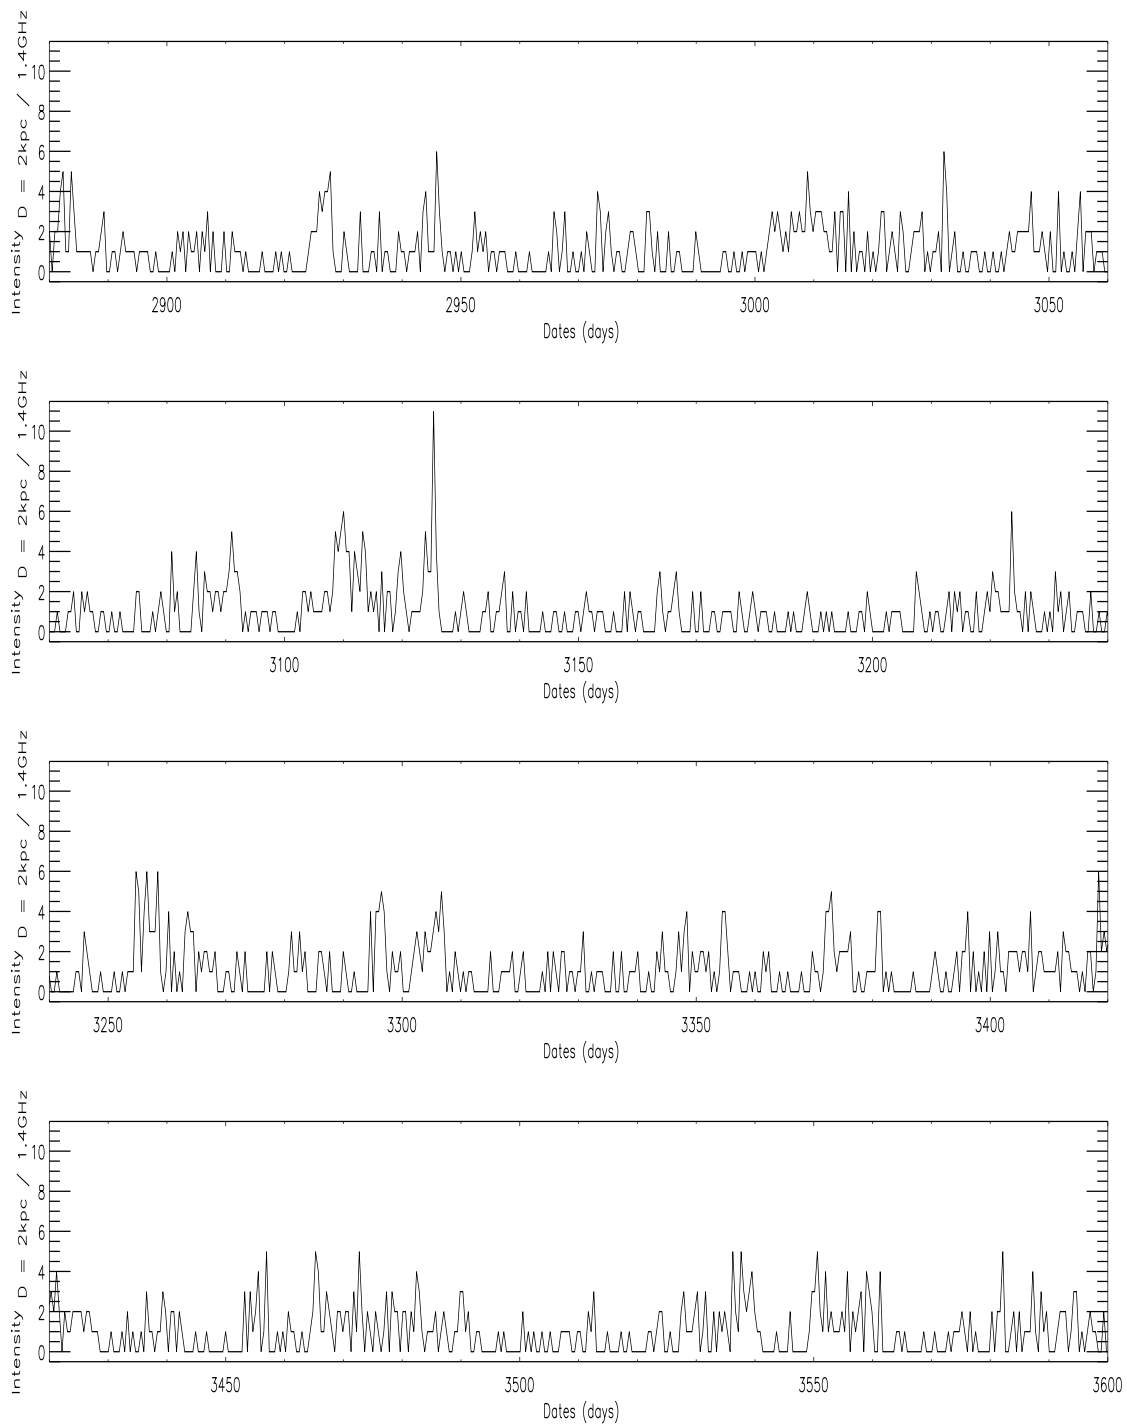 Intensity D = 2kpc / 1.4GHz
10
8
6
4
2
0
2900 2950 3000 3050
Dates (days)
Intensity D = 2kpc / 1.4GHz
10
8
6
4
2
0
3100 3150 3200
Dates (days)
Intensity D = 2kpc / 1.4GHz
10
8
6
4
2
0
3250 3300 3350 3400
Dates (days)
Intensity D = 2kpc / 1.4GHz
10
8
6
4
2
0
3450 3500 3550 3600
Dates (days)